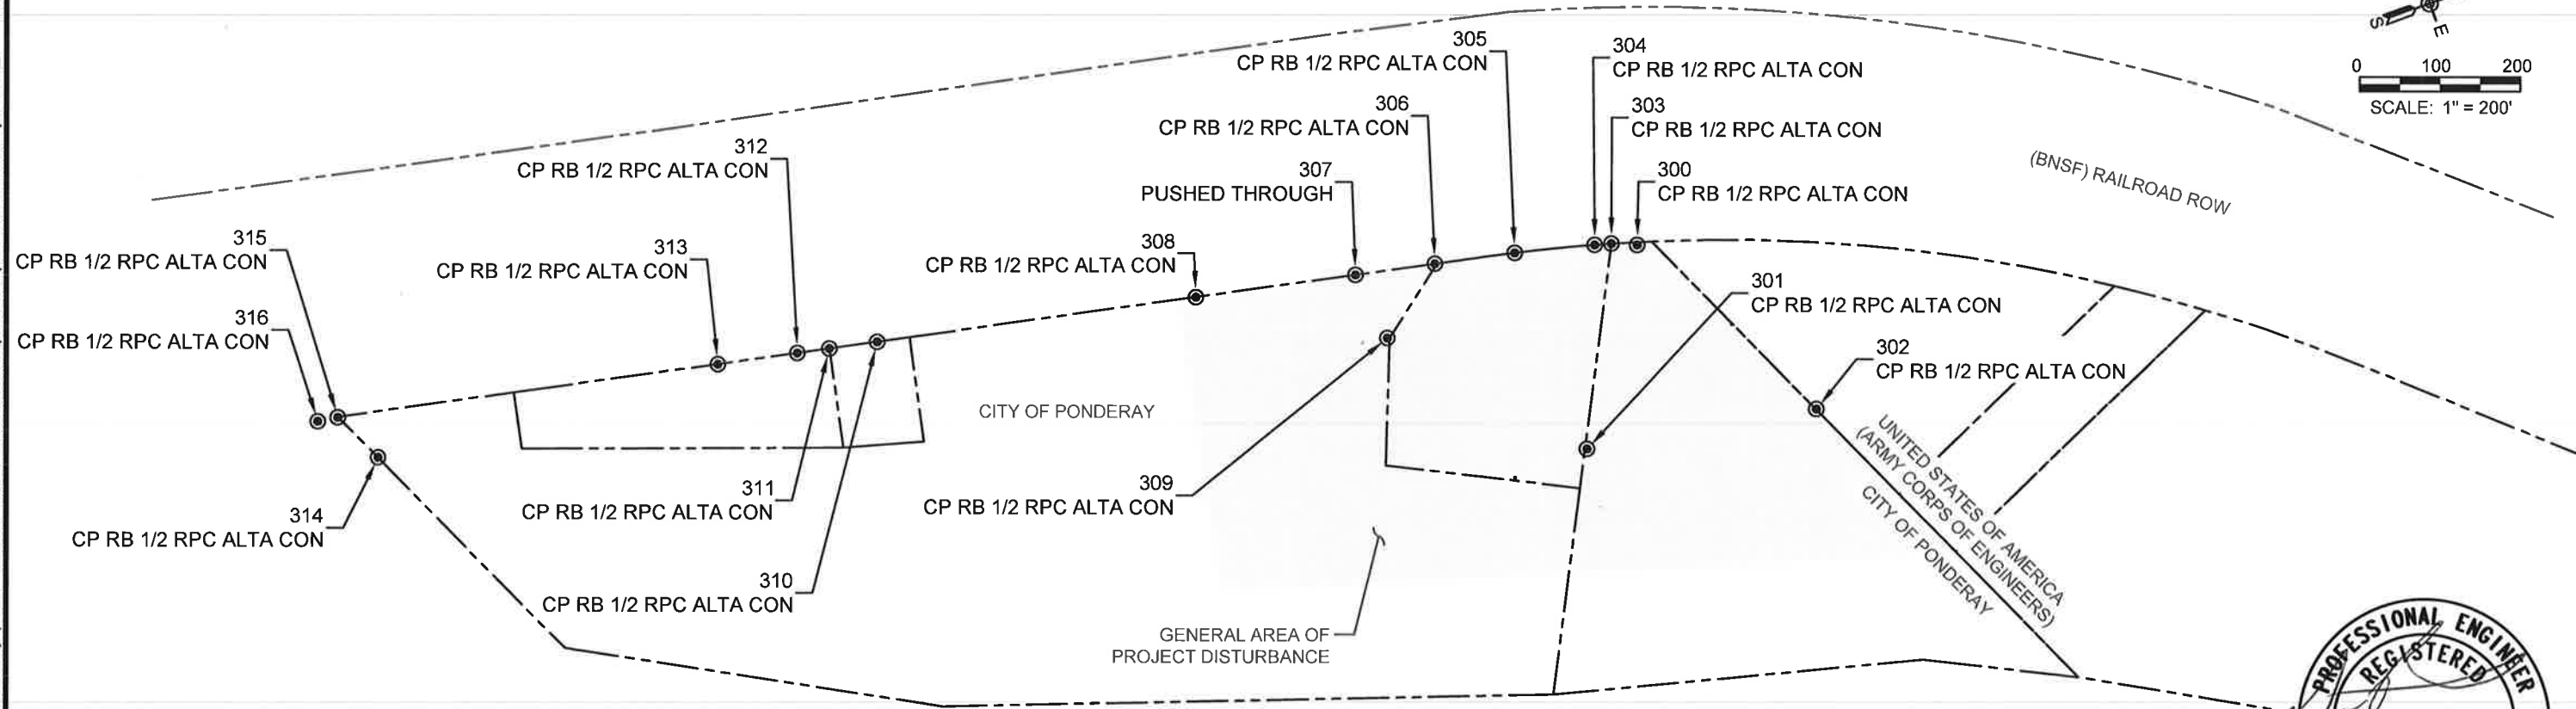 S
E
0 100 200
SCALE: 1" = 200'
305
CP RB 1/2 RPC ALTA CON
304
CP RB 1/2 RPC ALTA CON
306
CP RB 1/2 RPC ALTA CON
303
CP RB 1/2 RPC ALTA CON
312
CP RB 1/2 RPC ALTA CON
307
PUSHED THROUGH
300
CP RB 1/2 RPC ALTA CON
(BNSF) RAILROAD ROW
315
CP RB 1/2 RPC ALTA CON
313
CP RB 1/2 RPC ALTA CON
308
CP RB 1/2 RPC ALTA CON
301
CP RB 1/2 RPC ALTA CON
316
CP RB 1/2 RPC ALTA CON
302
CP RB 1/2 RPC ALTA CON
CITY OF PONDERAY
UNITED STATES OF AMERICA
(ARMY CORPS OF ENGINEERS)
CITY OF PONDERAY
309
CP RB 1/2 RPC ALTA CON
311
CP RB 1/2 RPC ALTA CON
314
CP RB 1/2 RPC ALTA CON
310
CP RB 1/2 RPC ALTA CON
GENERAL AREA OF
PROJECT DISTURBANCE
PROFESSIONAL ENGINEER
REGISTERED